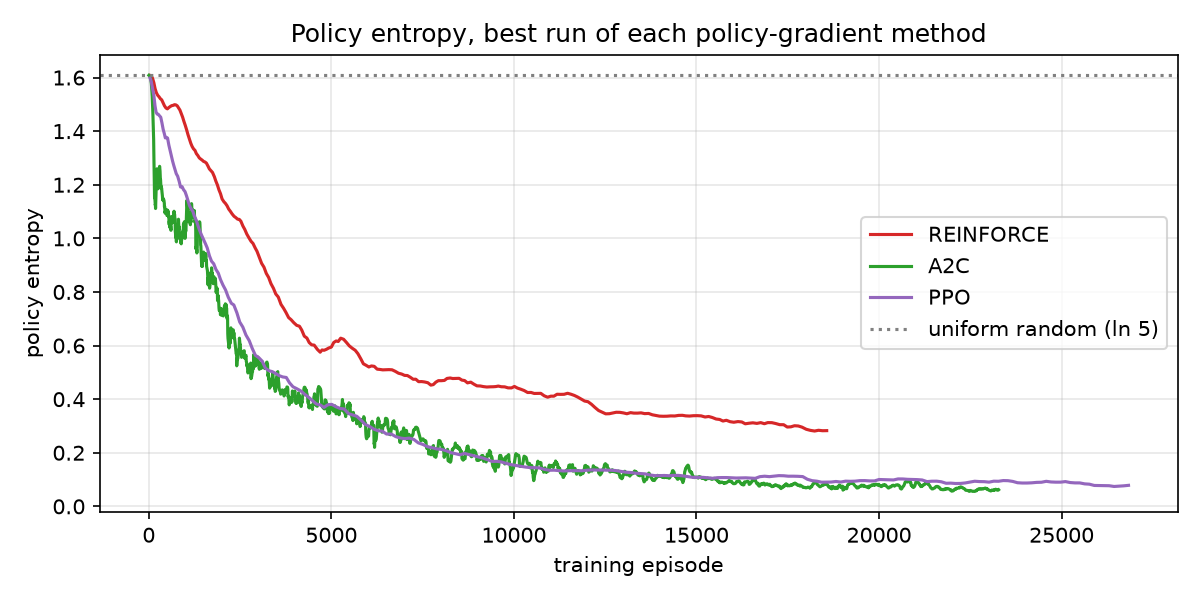 Policy entropy, best run of each policy-gradient method
policy entropy
1.6
1.4
1.2
1.0
0.8
0.6
0.4
0.2
0.0
REINFORCE
A2C
PPO
uniform random (ln 5)
0 5000 10000 15000 20000 25000
training episode